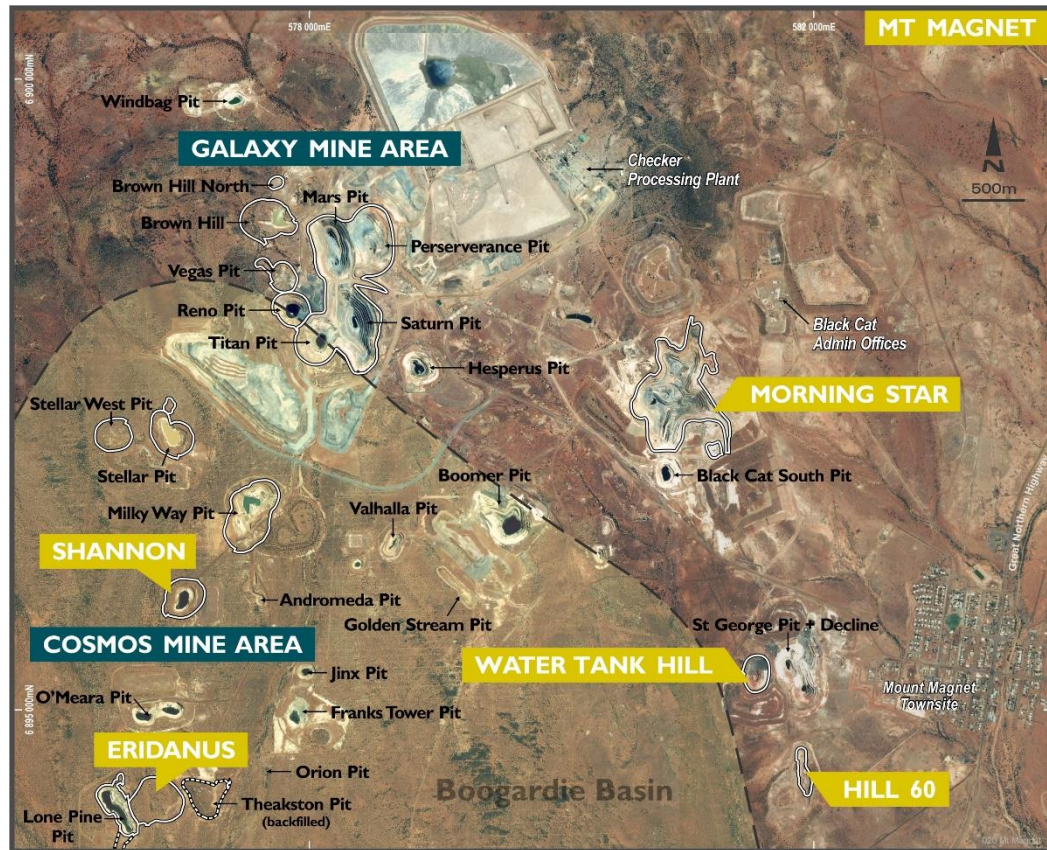 578 000mE
582 000mE
MT MAGNET
6 900 000mN
Windbag Pit
GALAXY MINE AREA
Checker
Processing Plant
N
500m
Brown Hill North
Mars Pit
Brown Hill
Perserverance Pit
Vegas Pit
Reno Pit
Saturn Pit
Titan Pit
Black Cat
Admin Offices
Hesperus Pit
MORNING STAR
Stellar West Pit
Stellar Pit
Boomer Pit
Black Cat South Pit
Milky Way Pit
Valhalla Pit
Great Northern Highway
SHANNON
Andromeda Pit
Golden Stream Pit
St George Pit + Decline
COSMOS MINE AREA
WATER TANK HILL
Jinx Pit
Mount Magnet
Townsite
O'Meara Pit
Franks Tower Pit
6 895 000mN
ERIDANUS
Orion Pit
Boogardie Basin
HILL 60
Theakston Pit
(backfilled)
Lone Pine
Pit